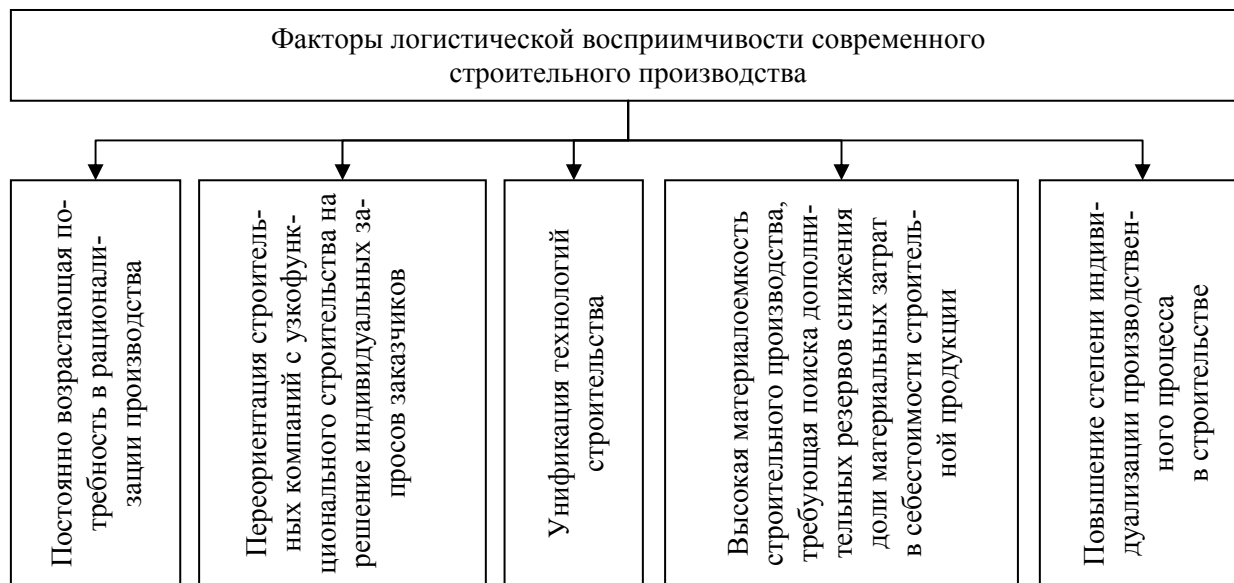 Факторы логистической восприимчивости современного
строительного производства
Постоянно возрастающая по-
требность в рационали-
зации производства
Переориентация строитель-
ных компаний с узкофунк-
ционального строительства на
решение индивидуальных за-
просов заказчиков
Унификация технологий
строительства
Высокая материалоемкость
строительного производства,
требующая поиска дополни-
тельных резервов снижения
доли материальных затрат
в себестоимости строитель-
ной продукции
Повышение степени индиви-
дуализации производствен-
ного процесса
в строительстве